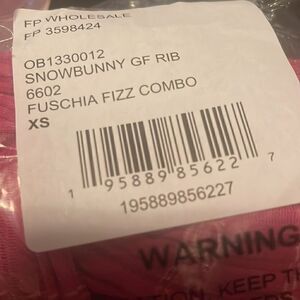 FP WHOLESALE
FP 3598424
OB1330012
SNOWBUNNY GF RIB
6602
FUSCHIA FIZZ COMBO
XS
1 95889 85622 7
195889856227
WARNING
KEEP